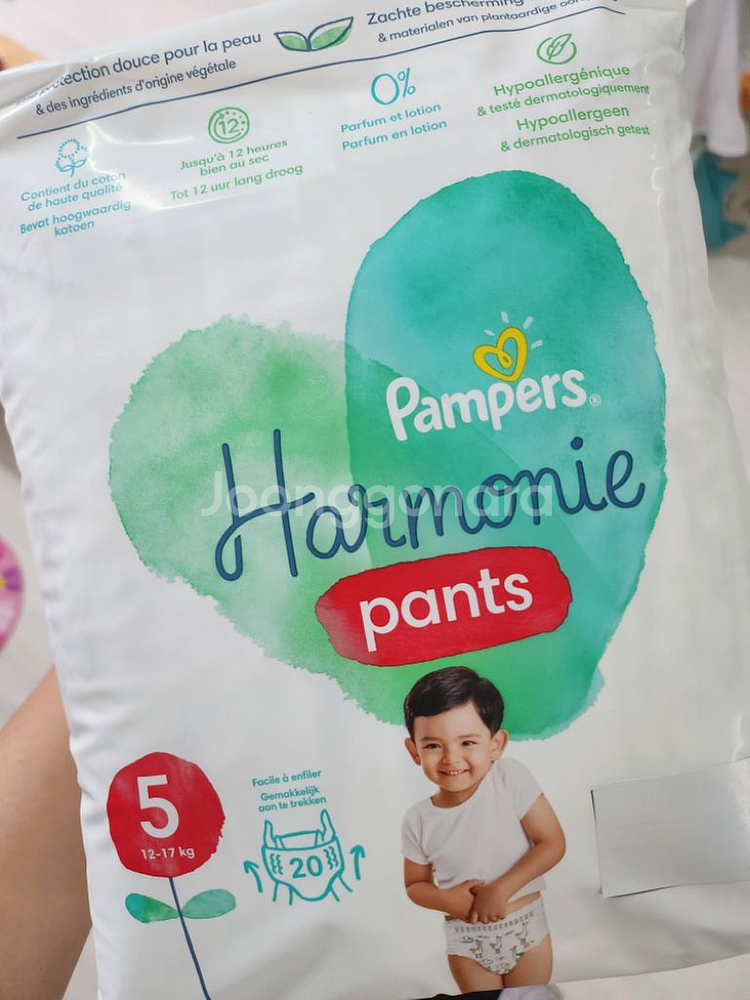 protection douce pour la peau
& des ingrédients d'origine végétale
Zachte bescherming
& materialen van plantaardige
Contient du coton
de haute qualité
Bevat hoogwaardig
katoen
12
Jusqu'à 12 heures
bien au sec
Tot 12 uur lang droog
0%
Parfum et lotion
Parfum en lotion
Hypoallergénique
& testé dermatologiquement
Hypoallergeen
& dermatologisch getest
Pampers®
Harmonie
Joonggonara
pants
5
12-17 kg
Facile à enfiler
Gemakkelijk
aan te trekken
20